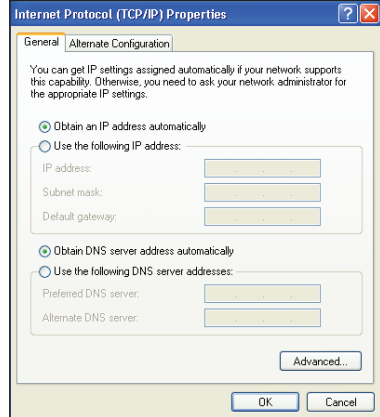 Internet Protocol (TCP/IP) Properties
General
Alternate Configuration
You can get IP settings assigned automatically if your network supports
this capability. Otherwise, you need to ask your network administrator for
the appropriate IP settings.
Obtain an IP address automatically
Use the following IP address:
IP address:
Subnet mask:
Default gateway:
Obtain DNS server address automatically
Use the following DNS server addresses:
Preferred DNS server:
Alternate DNS server:
Advanced...
OK
Cancel